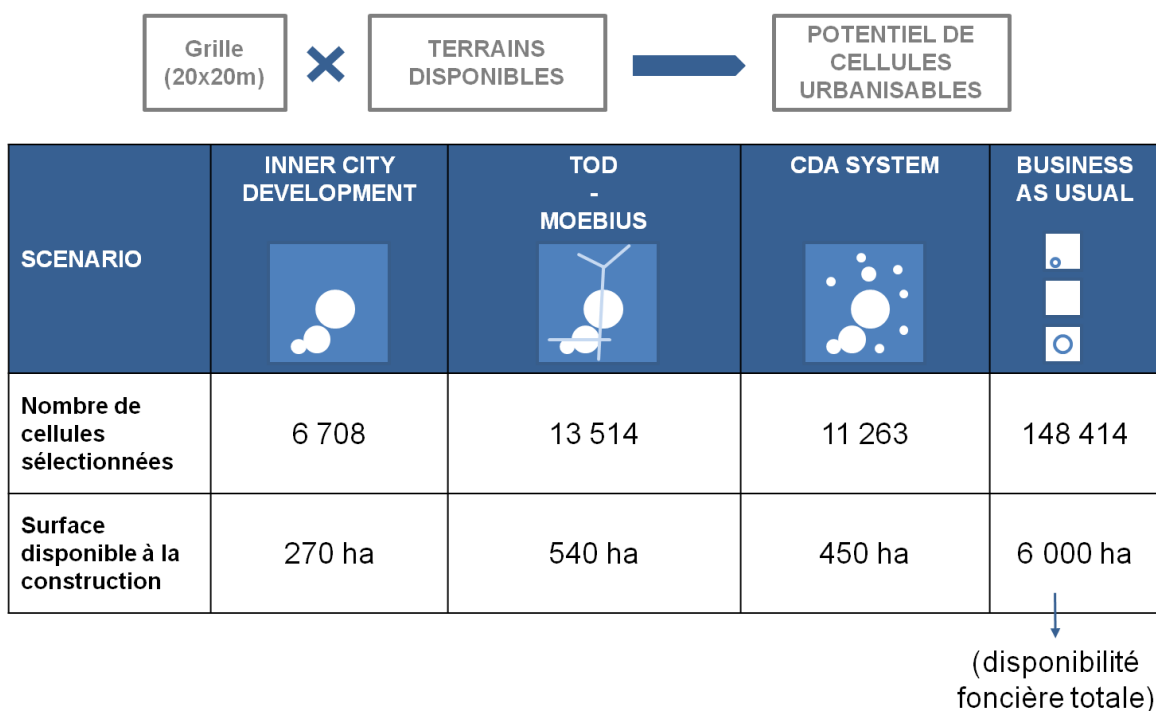 Grille
(20x20m)
TERRAINS
DISPONIBLES
POTENTIEL DE
CELLULES
URBANISABLES
SCENARIO
INNER CITY
DEVELOPMENT
TOD
-
MOEBIUS
CDA SYSTEM
BUSINESS
AS USUAL
Nombre de
cellules
sélectionnées
6 708
13 514
11 263
148 414
Surface
disponible à la
construction
270 ha
540 ha
450 ha
6 000 ha
(disponibilité
foncière totale)